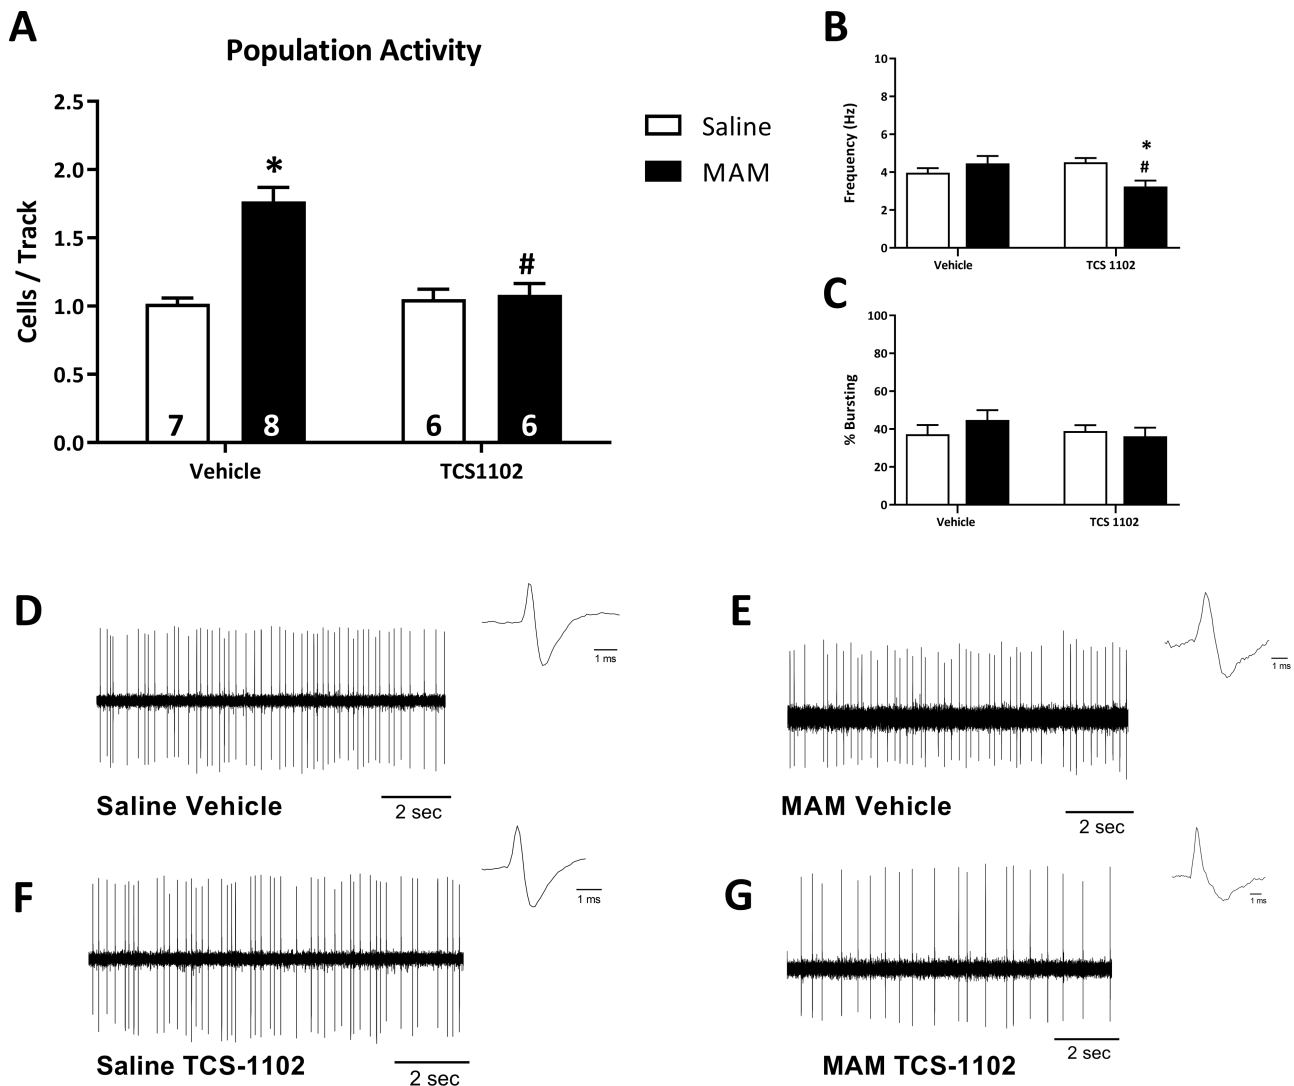 A
Population Activity
Cells / Track
2.5
2.0
1.5
1.0
0.5
0.0
*
#
7
8
6
6
Vehicle
TCS1102
Saline
MAM
B
Frequency (Hz)
10
8
6
4
2
0
*
#
Vehicle
TCS 1102
C
% Bursting
100
80
60
40
20
0
Vehicle
TCS 1102
D
1 ms
Saline Vehicle
2 sec
E
1 ms
MAM Vehicle
2 sec
F
1 ms
Saline TCS-1102
2 sec
G
1 ms
MAM TCS-1102
2 sec